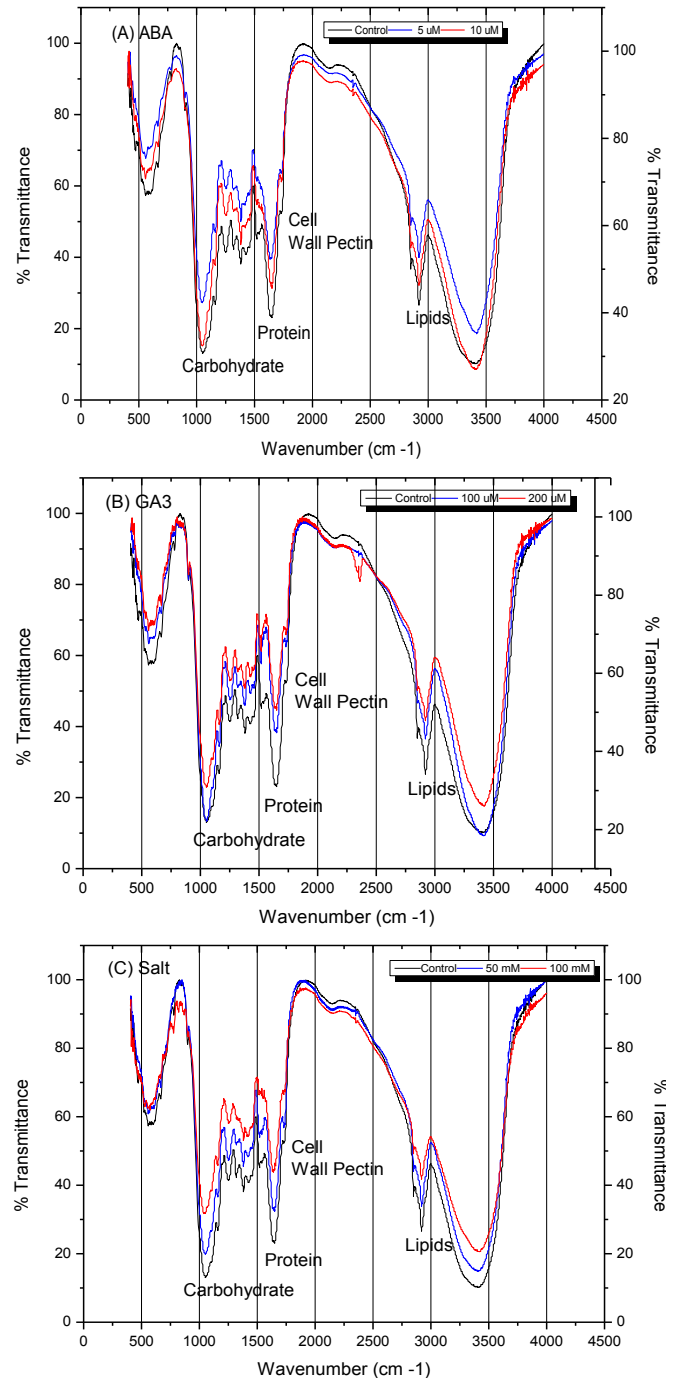 (A) ABA
Control 5 uM 10 uM
100
80
60
40
20
0
% Transmittance
100
80
60
40
20
% Transmittance
Cell
Wall Pectin
Protein
Lipids
Carbohydrate
0 500 1000 1500 2000 2500 3000 3500 4000 4500
Wavenumber (cm -1)
(B) GA3
Control 100 uM 200 uM
100
80
60
40
20
0
% Transmittance
100
80
60
40
20
% Transmittance
Cell
Wall Pectin
Protein
Lipids
Carbohydrate
0 500 1000 1500 2000 2500 3000 3500 4000 4500
Wavenumber (cm -1)
(C) Salt
Control 50 mM 100 mM
100
80
60
40
20
0
% Transmittance
100
80
60
40
20
0
% Transmittance
Cell
Wall Pectin
Protein
Lipids
Carbohydrate
0 500 1000 1500 2000 2500 3000 3500 4000 4500
Wavenumber (cm -1)